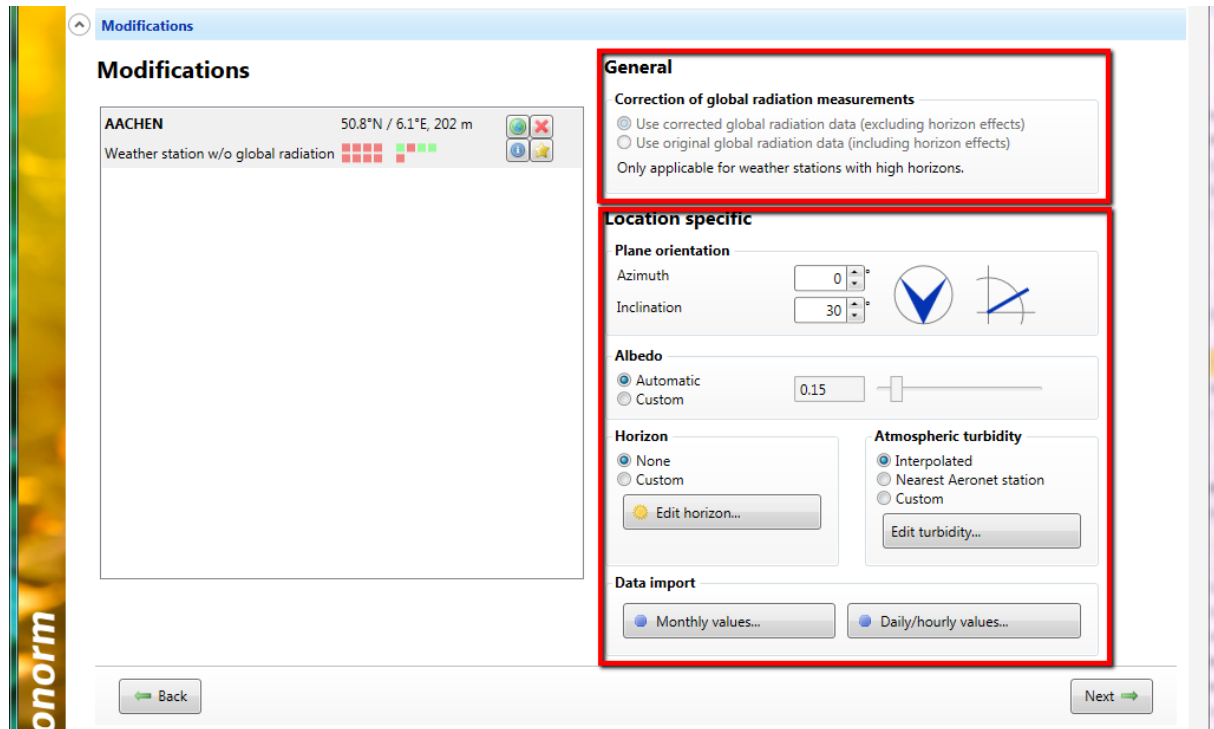 Modifications
Modifications
AACHEN 50.8°N / 6.1°E, 202 m
Weather station w/o global radiation
General
Correction of global radiation measurements
Use corrected global radiation data (excluding horizon effects)
Use original global radiation data (including horizon effects)
Only applicable for weather stations with high horizons.
Location specific
Plane orientation
Azimuth 0 °
Inclination 30 °
Albedo
Automatic
Custom
0.15
Horizon
None
Custom
Edit horizon...
Atmospheric turbidity
Interpolated
Nearest Aeronet station
Custom
Edit turbidity...
Data import
Monthly values... Daily/hourly values...
Back Next
onorm